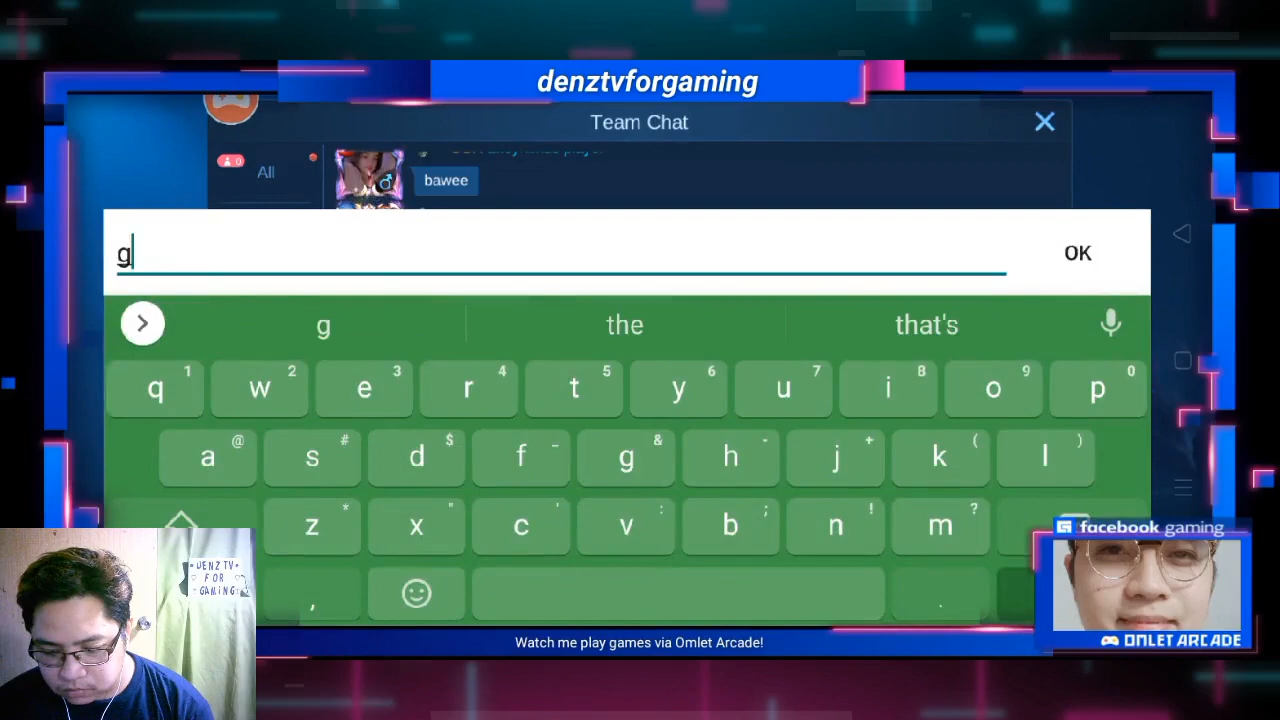 denztvforgaming
Team Chat
0
All
bawee
g
OK
g the that's
q 1 w 2 e 3 r 4 t 5 y 6 u 7 i 8 o 9 p 0
a @ s # d $ f _ g & h - j + k ( l )
z * x " c ' v : b ; n ! m ?
, .
facebook gaming
DENZ TV
FOR
GAMING
Watch me play games via Omlet Arcade!
OMLET ARCADE